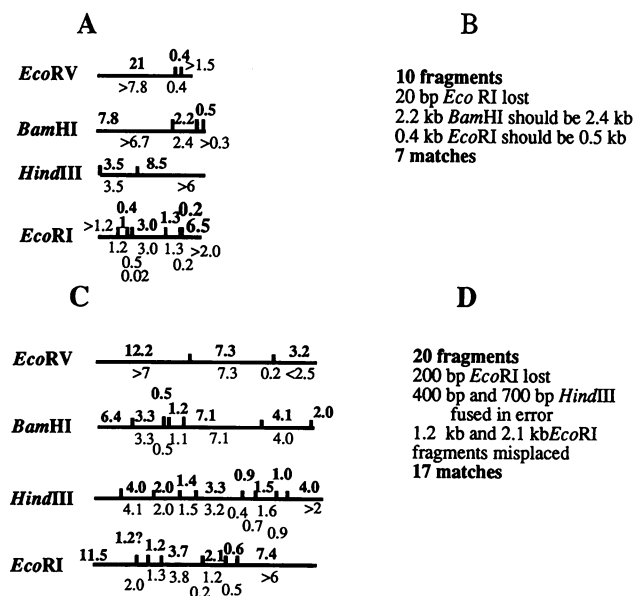 A
B
21 0.4 >1.5
EcoRV
>7.8 0.4
7.8 2.2 0.5
BamHI
>6.7 2.4 >0.3
3.5 8.5
HindIII
3.5 >6
0.4 0.2
>1.2 1 3.0 1.3 6.5
EcoRI
1.2 3.0 1.3 >2.0
0.5 0.2
0.02
10 fragments
20 bp Eco RI lost
2.2 kb BamHI should be 2.4 kb
0.4 kb EcoRI should be 0.5 kb
7 matches
C
D
12.2 7.3 3.2
EcoRV
>7 7.3 0.2 <2.5
0.5
6.4 3.3 1.2 7.1 4.1 2.0
BamHI
3.3 1.1 7.1 4.0
0.5
0.9 1.0
4.0 2.0 1.4 3.3 1.5 4.0
HindIII
4.1 2.0 1.5 3.2 0.4 1.6 >2
0.7 0.9
1.2?
11.5 1.2 3.7 2.1 0.6 7.4
EcoRI
2.0 1.3 3.8 1.2 >6
0.2 0.5
20 fragments
200 bp EcoRI lost
400 bp and 700 bp HindIII
fused in error
1.2 kb and 2.1 kbEcoRI
fragments misplaced
17 matches